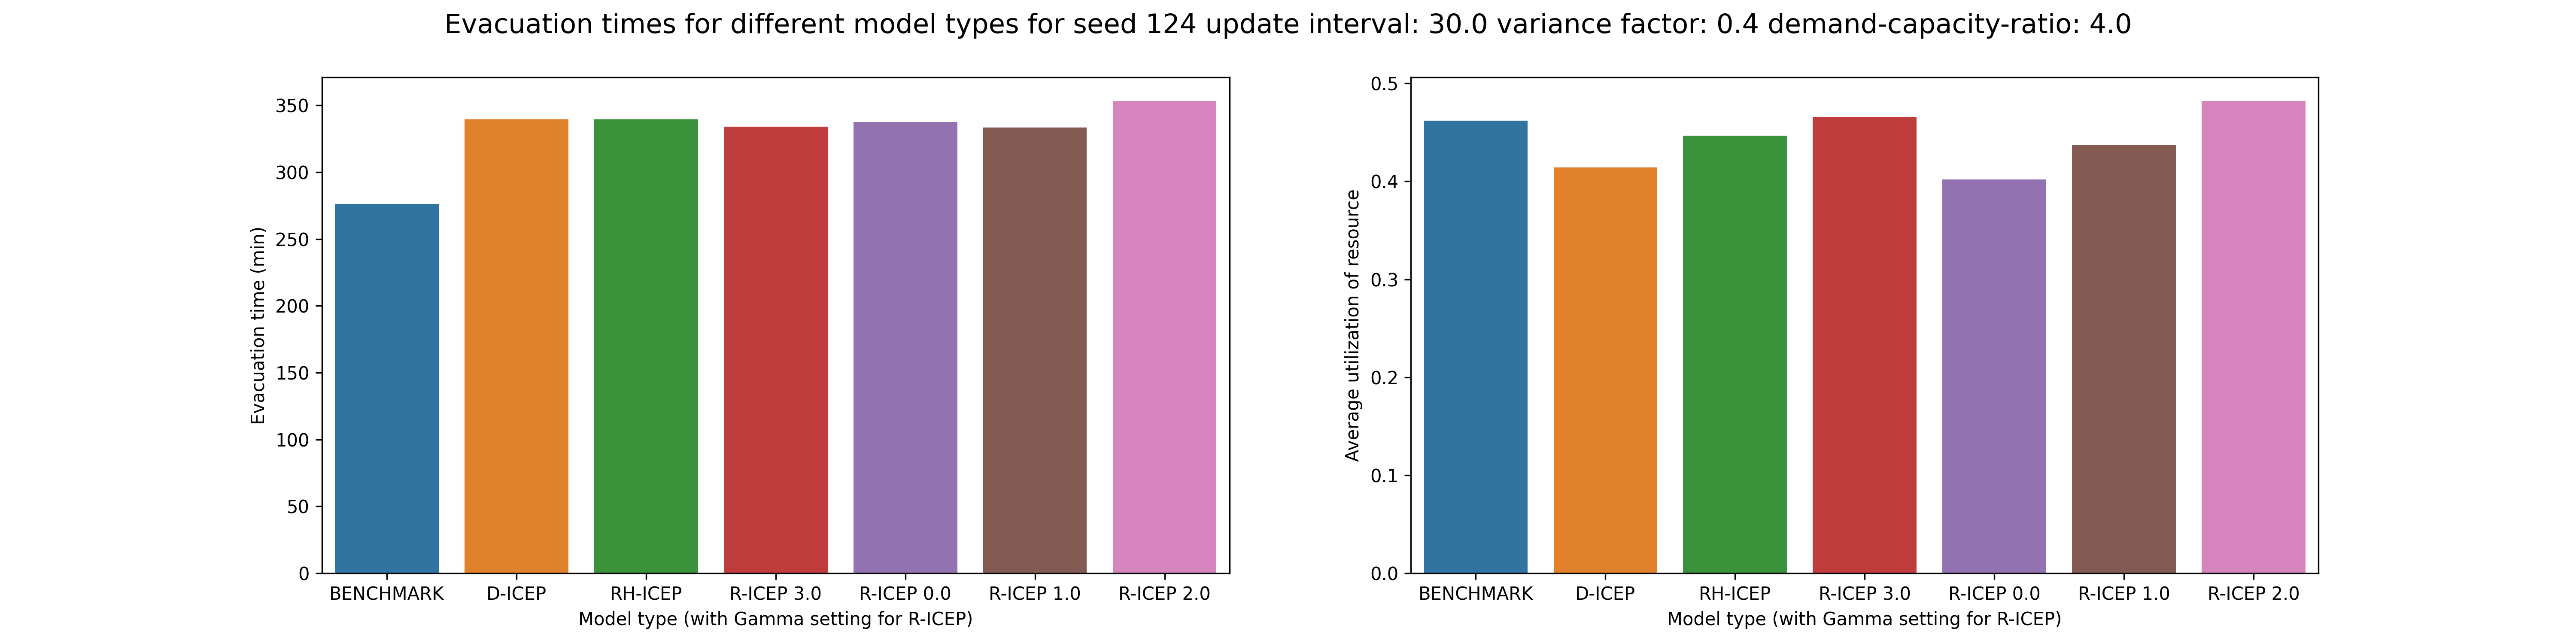 Evacuation times for different model types for seed 124 update interval: 30.0 variance factor: 0.4 demand-capacity-ratio: 4.0
Evacuation time (min)
350
300
250
200
150
100
50
0
BENCHMARK D-ICEP RH-ICEP R-ICEP 3.0 R-ICEP 0.0 R-ICEP 1.0 R-ICEP 2.0
Model type (with Gamma setting for R-ICEP)
Average utilization of resource
0.5
0.4
0.3
0.2
0.1
0.0
BENCHMARK D-ICEP RH-ICEP R-ICEP 3.0 R-ICEP 0.0 R-ICEP 1.0 R-ICEP 2.0
Model type (with Gamma setting for R-ICEP)